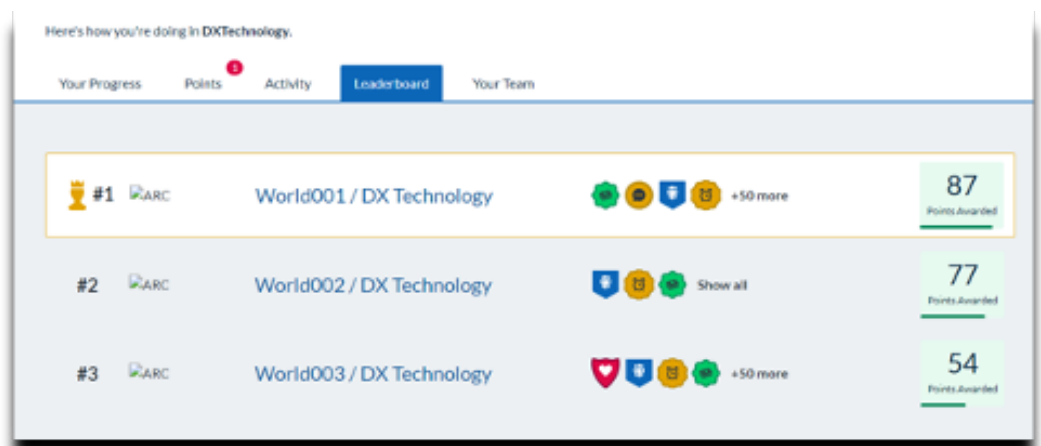 Here's how you're doing in DXTechnology.
Your Progress Points 1 Activity Leaderboard Your Team
#1 ARC World001 / DX Technology +50 more 87
Points Awarded
#2 ARC World002 / DX Technology Show all 77
Points Awarded
#3 ARC World003 / DX Technology +50 more 54
Points Awarded